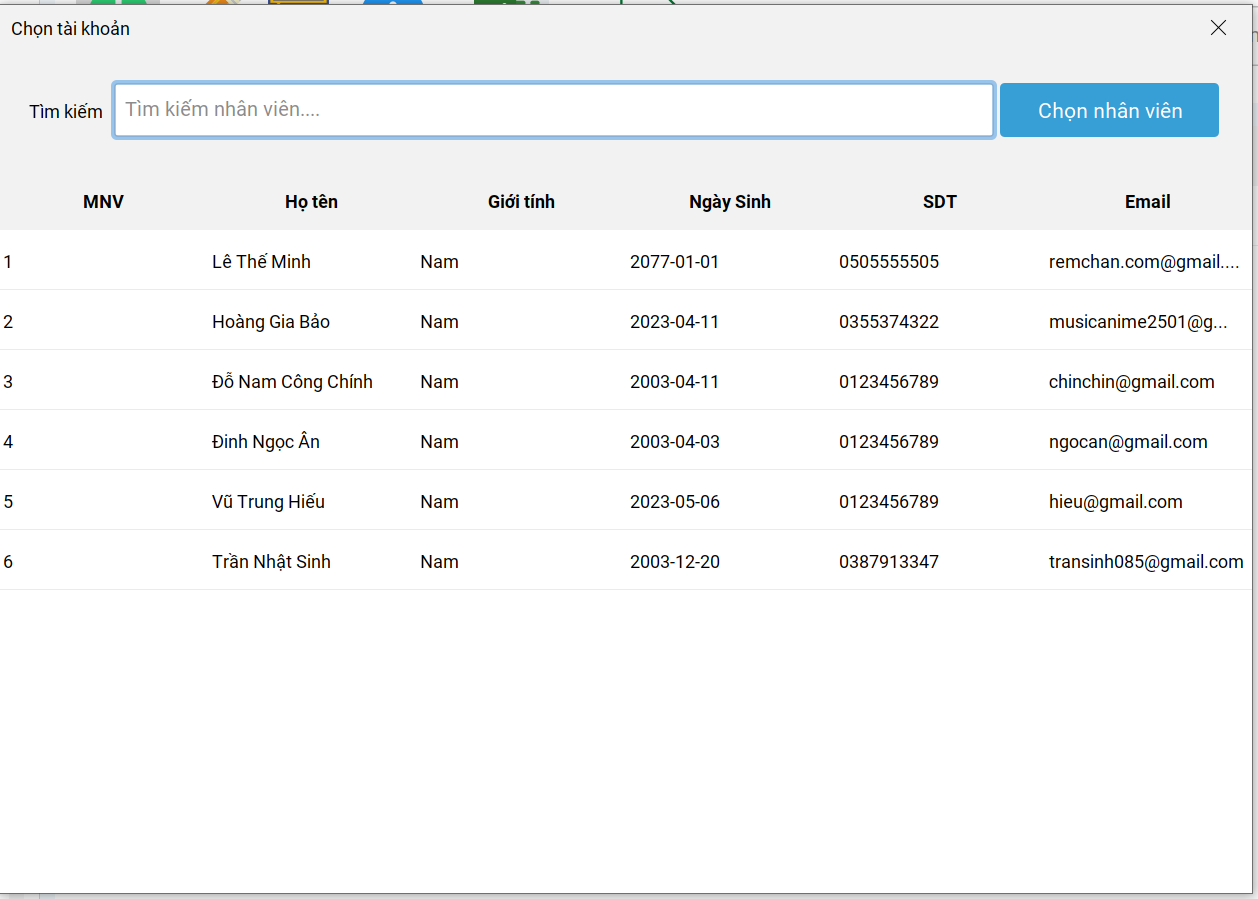 Chọn tài khoản
Tìm kiếm Tìm kiếm nhân viên.... Chọn nhân viên
MNV Họ tên Giới tính Ngày Sinh SDT Email
1 Lê Thế Minh Nam 2077-01-01 0505555505 remchan.com@gmail....
2 Hoàng Gia Bảo Nam 2023-04-11 0355374322 musicanime2501@g...
3 Đỗ Nam Công Chính Nam 2003-04-11 0123456789 chinchin@gmail.com
4 Đinh Ngọc Ân Nam 2003-04-03 0123456789 ngocan@gmail.com
5 Vũ Trung Hiếu Nam 2023-05-06 0123456789 hieu@gmail.com
6 Trần Nhật Sinh Nam 2003-12-20 0387913347 transinh085@gmail.com